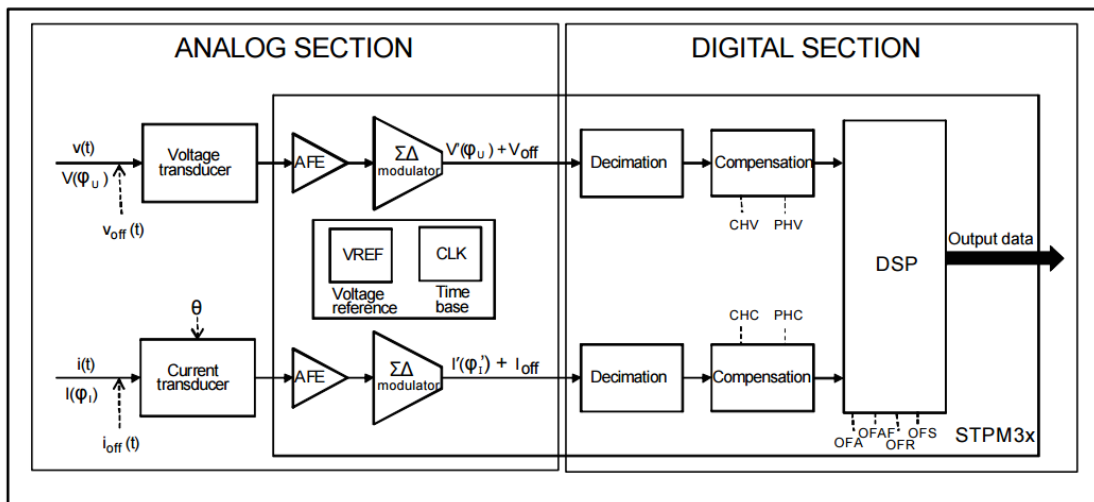 ANALOG SECTION
DIGITAL SECTION
v(t)
V(φU)
voff(t)
Voltage
transducer
AFE
ΣΔ
modulator
V'(φU) + Voff
Decimation
Compensation
CHV
PHV
VREF
Voltage
reference
CLK
Time
base
DSP
Output data
θ
i(t)
I(φI)
ioff(t)
Current
transducer
AFE
ΣΔ
modulator
I'(φI') + Ioff
Decimation
CHC
PHC
Compensation
OFA
OFAF
OFR
OFS
STPM3x